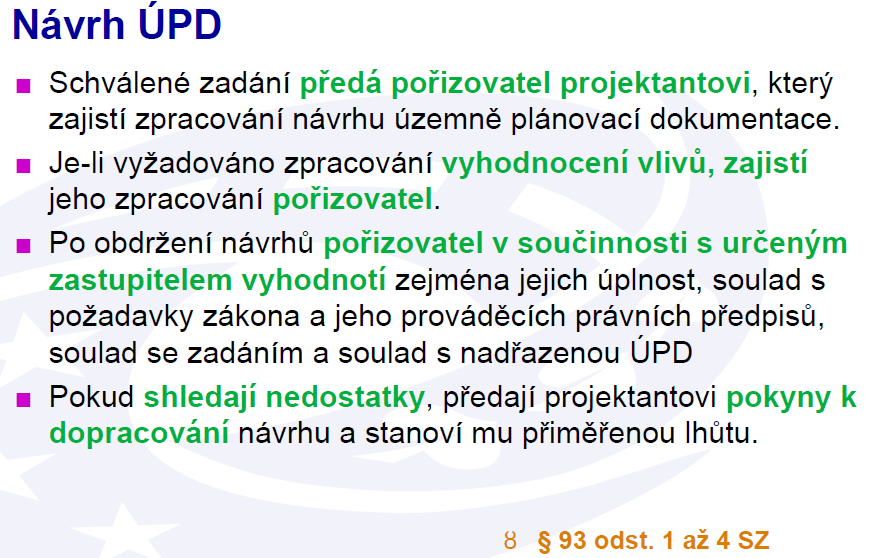 Návrh ÚPD
■ Schválené zadání předá pořizovatel projektantovi, který
zajistí zpracování návrhu územně plánovací dokumentace.
■ Je-li vyžadováno zpracování vyhodnocení vlivů, zajistí
jeho zpracování pořizovatel.
■ Po obdržení návrhů pořizovatel v součinnosti s určeným
zastupitelem vyhodnotí zejména jejich úplnost, soulad s
požadavky zákona a jeho prováděcích právních předpisů,
soulad se zadáním a soulad s nadřazenou ÚPD
■ Pokud shledají nedostatky, předají projektantovi pokyny k
dopracování návrhu a stanoví mu přiměřenou lhůtu.
8 § 93 odst. 1 až 4 SZ